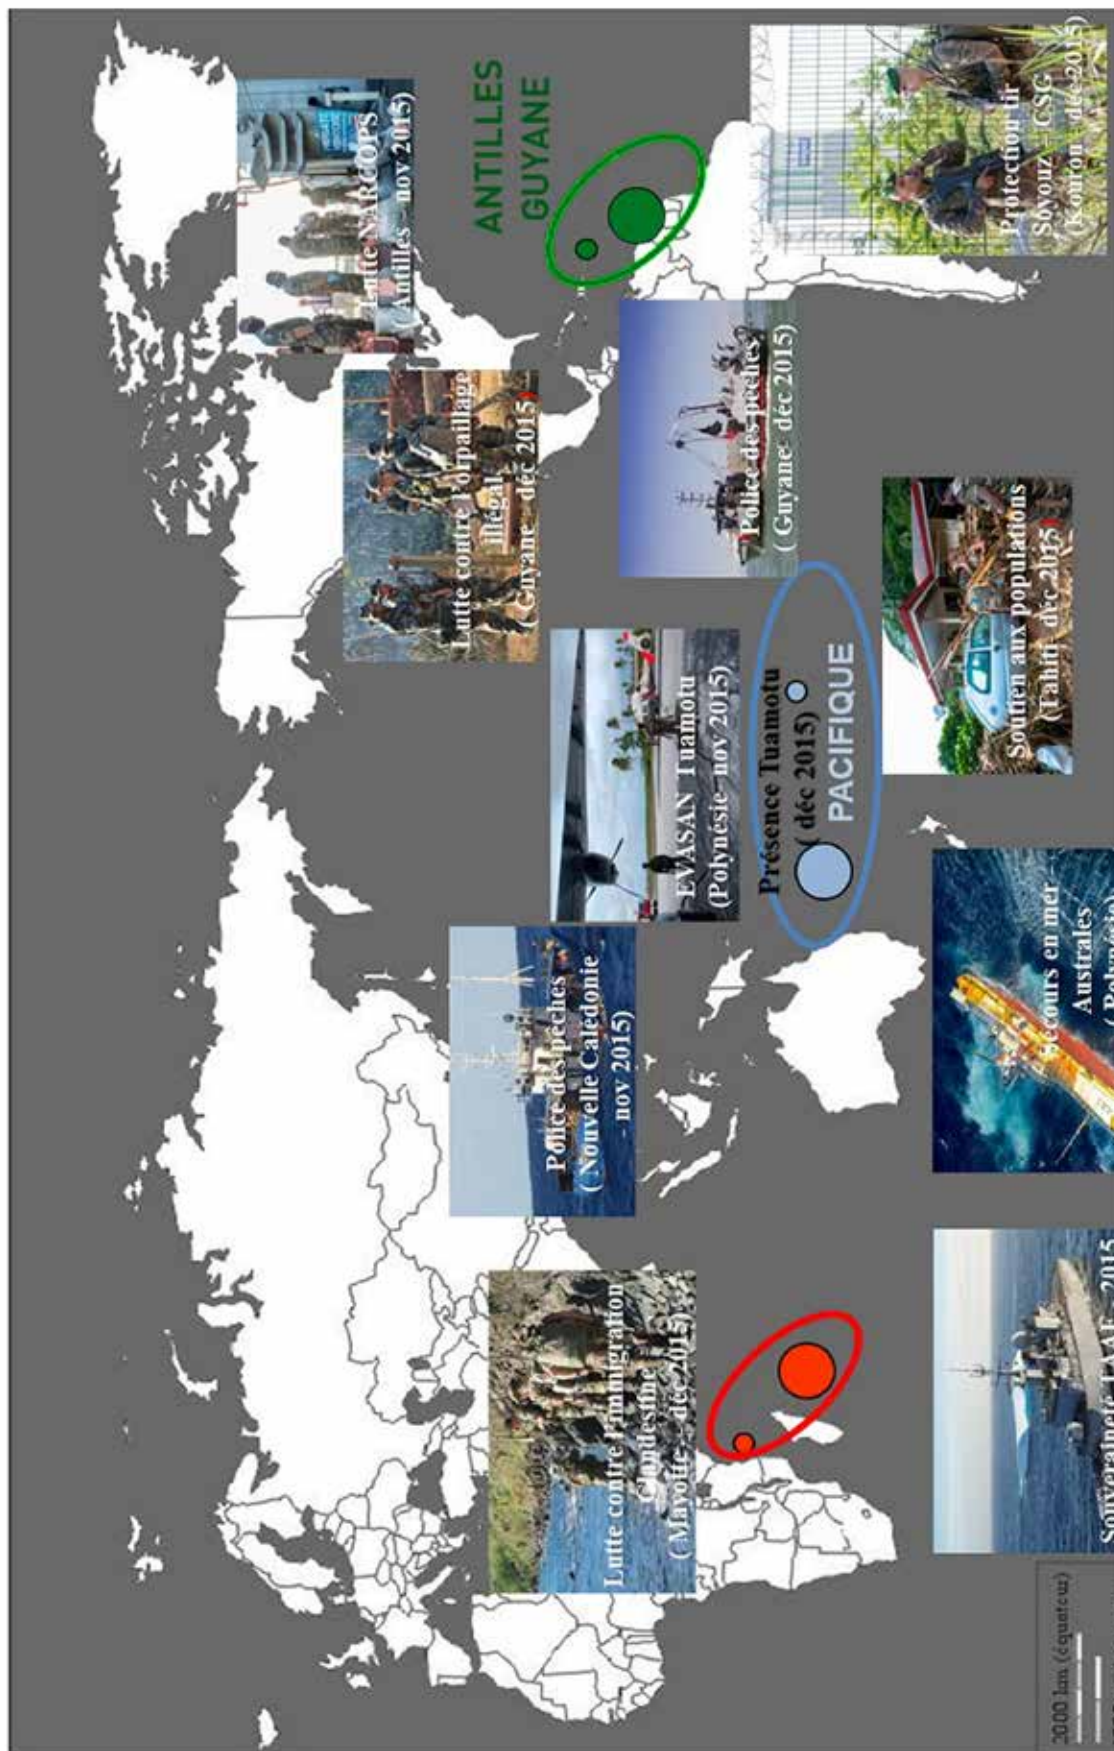 ANTILLES
GUYANE
Lutte NARCOPS
( Antilles – nov 2015)
Lutte contre l'orpaillage
illégal
( Guyane – déc 2015)
Protection tir
Soyouz – CSG
( Kourou – déc 2015)
Police des pêches
( Guyane- déc 2015)
EVASAN Tuamotu
(Polynésie- nov 2015)
Présence Tuamotu
( déc 2015)
PACIFIQUE
Soutien aux populations
(Tahiti – déc 2015)
Police des pêches
( Nouvelle Calédonie
- nov 2015)
Secours en mer
Australes
( Polynésie)
Lutte contre l'immigration
Clandestine
( Mayotte – déc 2015)
Souveraineté TAAF - 2015
2000 km (équateur)